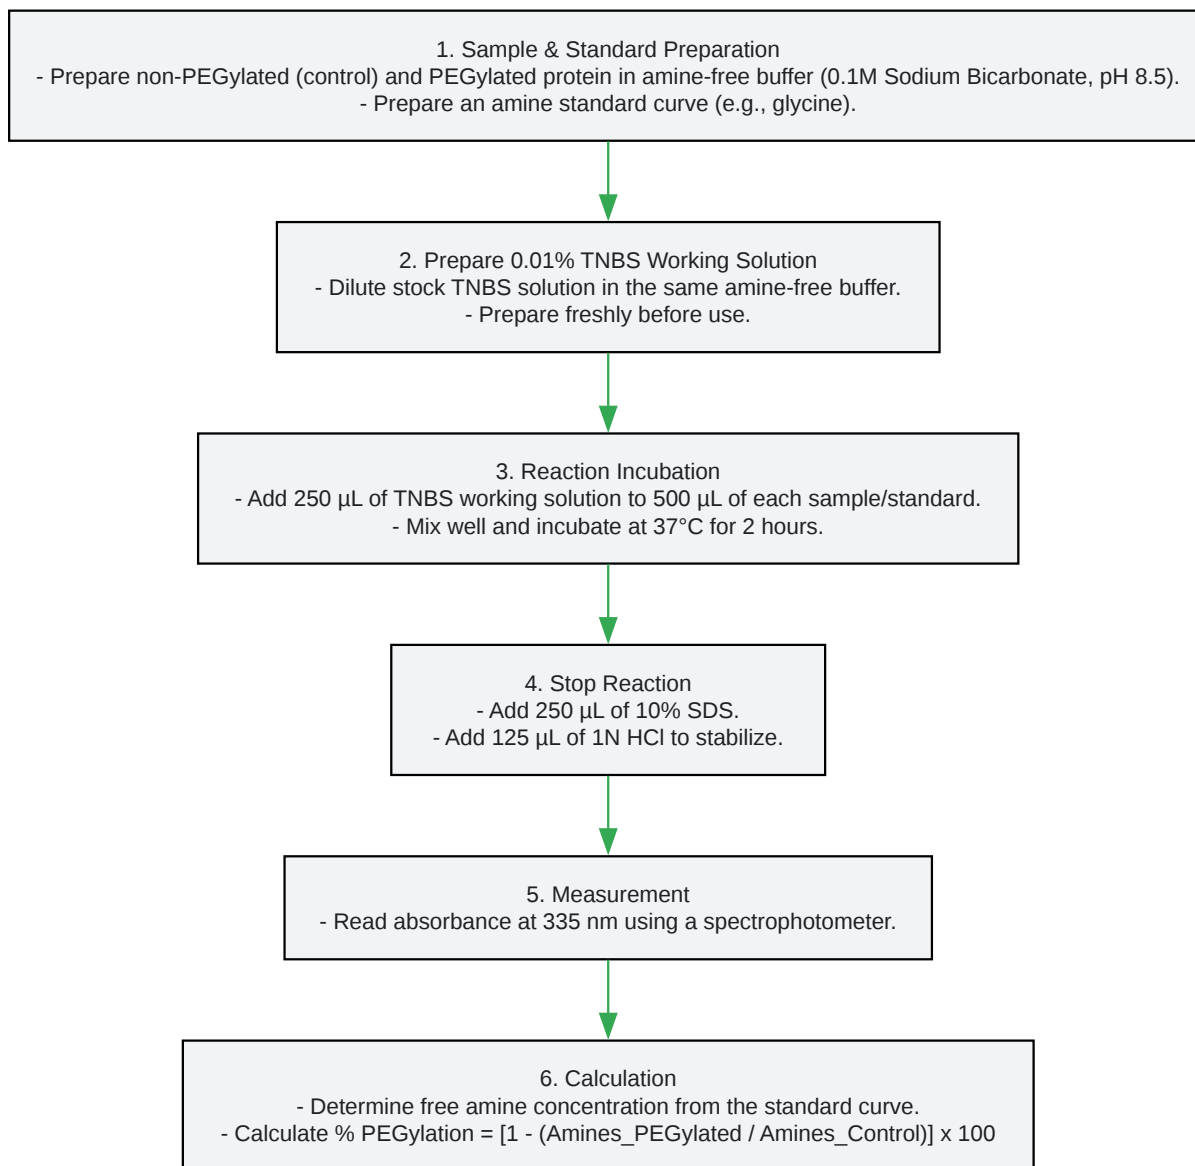 1. Sample & Standard Preparation
- Prepare non-PEGylated (control) and PEGylated protein in amine-free buffer (0.1M Sodium Bicarbonate, pH 8.5).
- Prepare an amine standard curve (e.g., glycine).
2. Prepare 0.01% TNBS Working Solution
- Dilute stock TNBS solution in the same amine-free buffer.
- Prepare freshly before use.
3. Reaction Incubation
- Add 250 µL of TNBS working solution to 500 µL of each sample/standard.
- Mix well and incubate at 37°C for 2 hours.
4. Stop Reaction
- Add 250 µL of 10% SDS.
- Add 125 µL of 1N HCl to stabilize.
5. Measurement
- Read absorbance at 335 nm using a spectrophotometer.
6. Calculation
- Determine free amine concentration from the standard curve.
- Calculate % PEGylation = [1 - (Amines_PEGylated / Amines_Control)] x 100